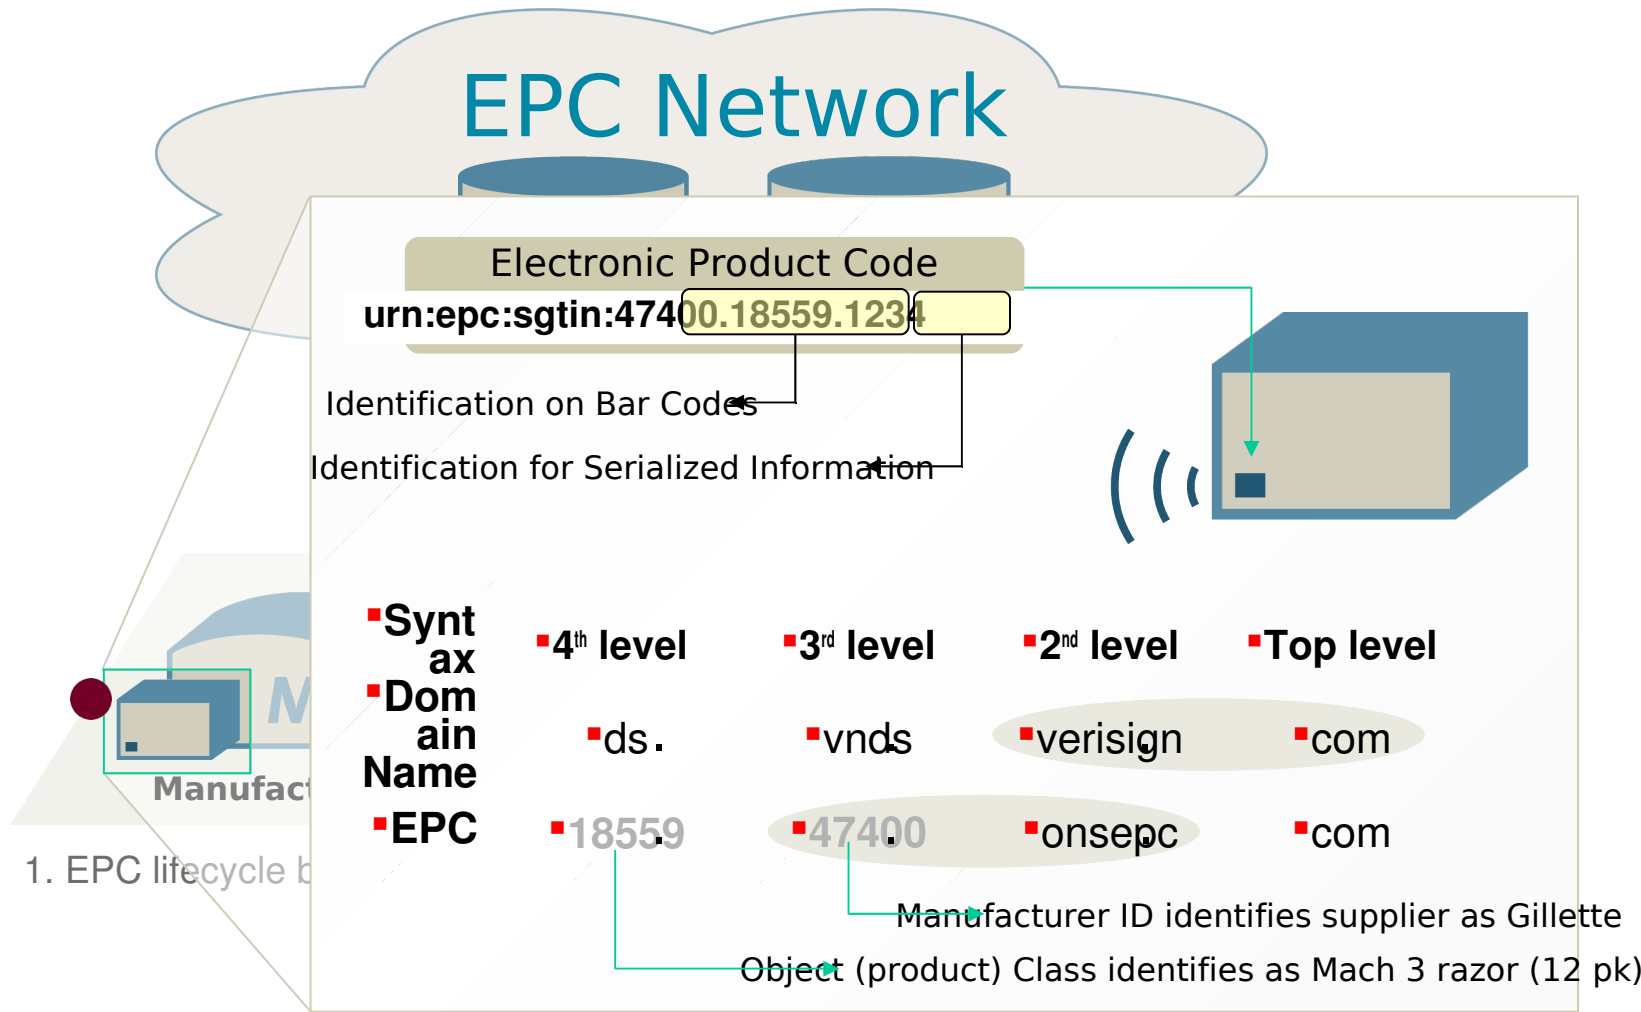 EPC Network
Electronic Product Code
urn:epc:sgtin:47400.18559.1234
Identification on Bar Codes
Identification for Serialized Information
Synt
ax
4th level
3rd level
2nd level
Top level
Dom
ain
Name
ds .
vnds .
verisign .
com
EPC
18559 .
47400 .
onsepc .
com
M
Manufact
1. EPC lifecycle b
Manufacturer ID identifies supplier as Gillette
Object (product) Class identifies as Mach 3 razor (12 pk)